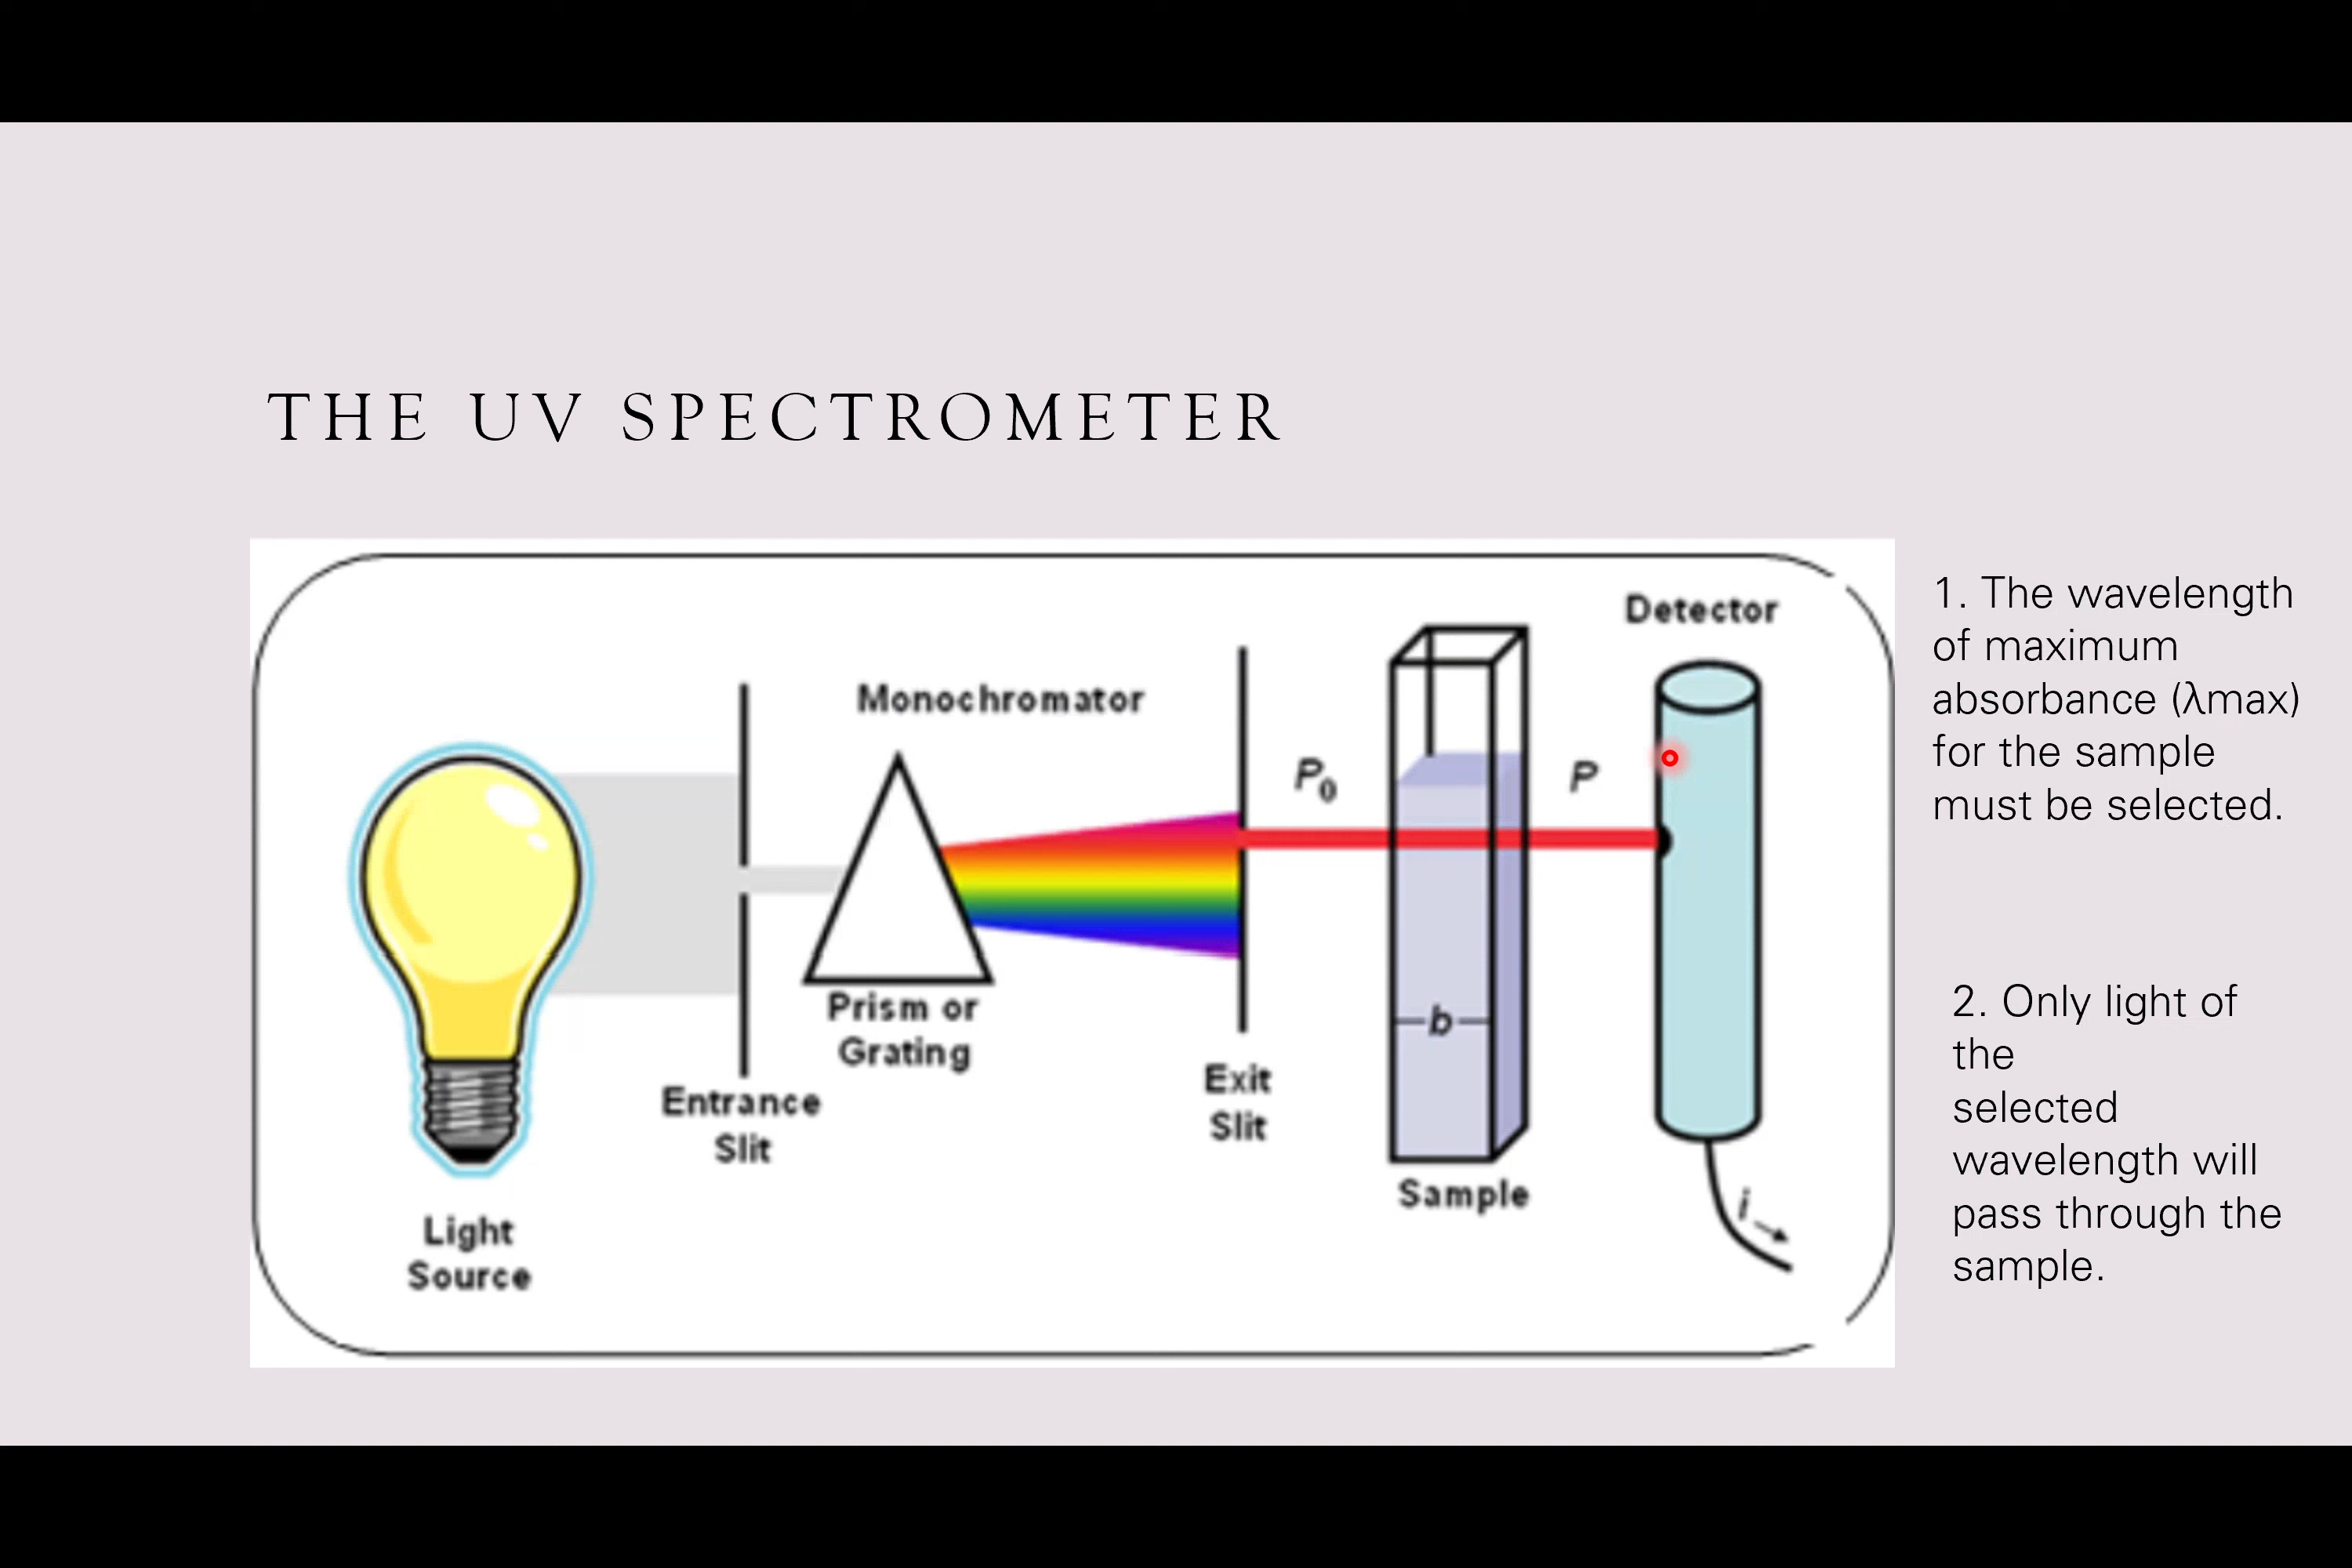 THE UV SPECTROMETER
Detector
Monochromator
P₀
P
Prism or
Grating
b
Entrance
Slit
Exit
Slit
Sample
i
Light
Source
1. The wavelength
of maximum
absorbance (λmax)
for the sample
must be selected.
2. Only light of
the
selected
wavelength will
pass through the
sample.